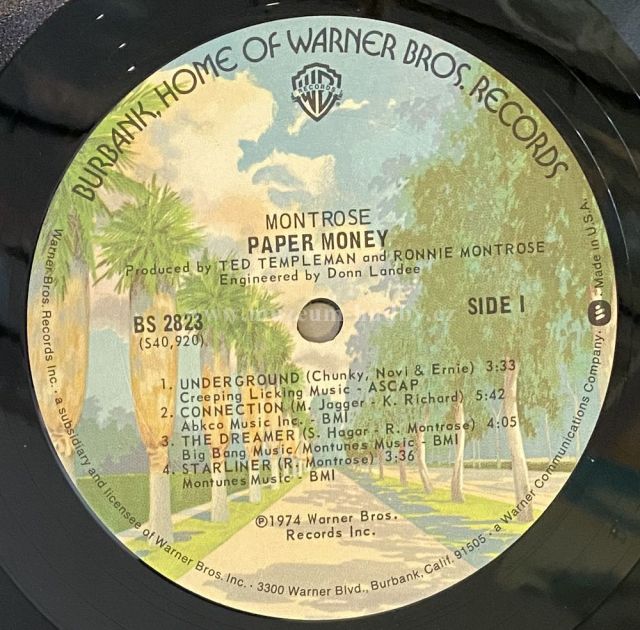 BURBANK, HOME OF WARNER BROS. RECORDS
WB
RECORDS
MONTROSE
PAPER MONEY
Produced by TED TEMPLEMAN and RONNIE MONTROSE
Engineered by Donn Landee
BS 2823
(S40,920)
SIDE 1
1. UNDERGROUND (Chunky, Novi & Ernie) 3:33
Creeping Licking Music - ASCAP
2. CONNECTION (M. Jagger - K. Richard) 5:42
Abkco Music Inc. - BMI
3. THE DREAMER (S. Hagar - R. Montrose) 4:05
Big Bang Music/Montunes Music - BMI
4. STARLINER (R. Montrose) 3:36
Montunes Music - BMI
℗1974 Warner Bros.
Records Inc.
Warner Bros. Records Inc. · a subsidiary and licensee of Warner Bros. Inc. · 3300 Warner Blvd., Burbank, Calif. 91505 · a Warner Communications Company · Made in U.S.A.